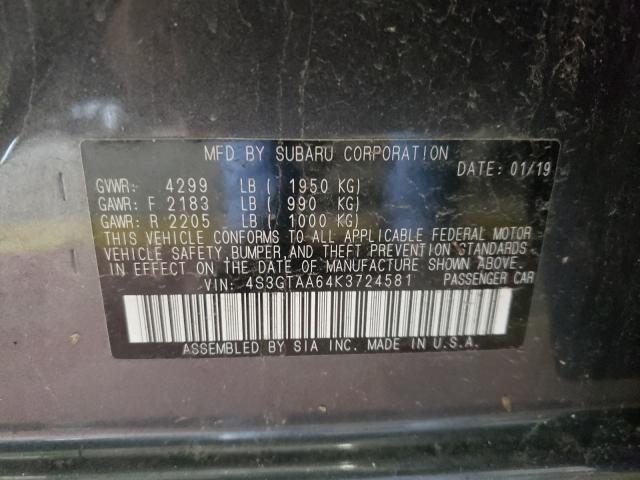 MFD BY SUBARU CORPORATION
DATE: 01/19
GVWR: 4299 LB ( 1950 KG)
GAWR: F 2183 LB ( 990 KG)
GAWR: R 2205 LB ( 1000 KG)
THIS VEHICLE CONFORMS TO ALL APPLICABLE FEDERAL MOTOR
VEHICLE SAFETY, BUMPER, AND THEFT PREVENTION STANDARDS
IN EFFECT ON THE DATE OF MANUFACTURE SHOWN ABOVE.
VIN: 4S3GTAA64K3724581 PASSENGER CAR
ASSEMBLED BY SIA INC. MADE IN U.S.A.